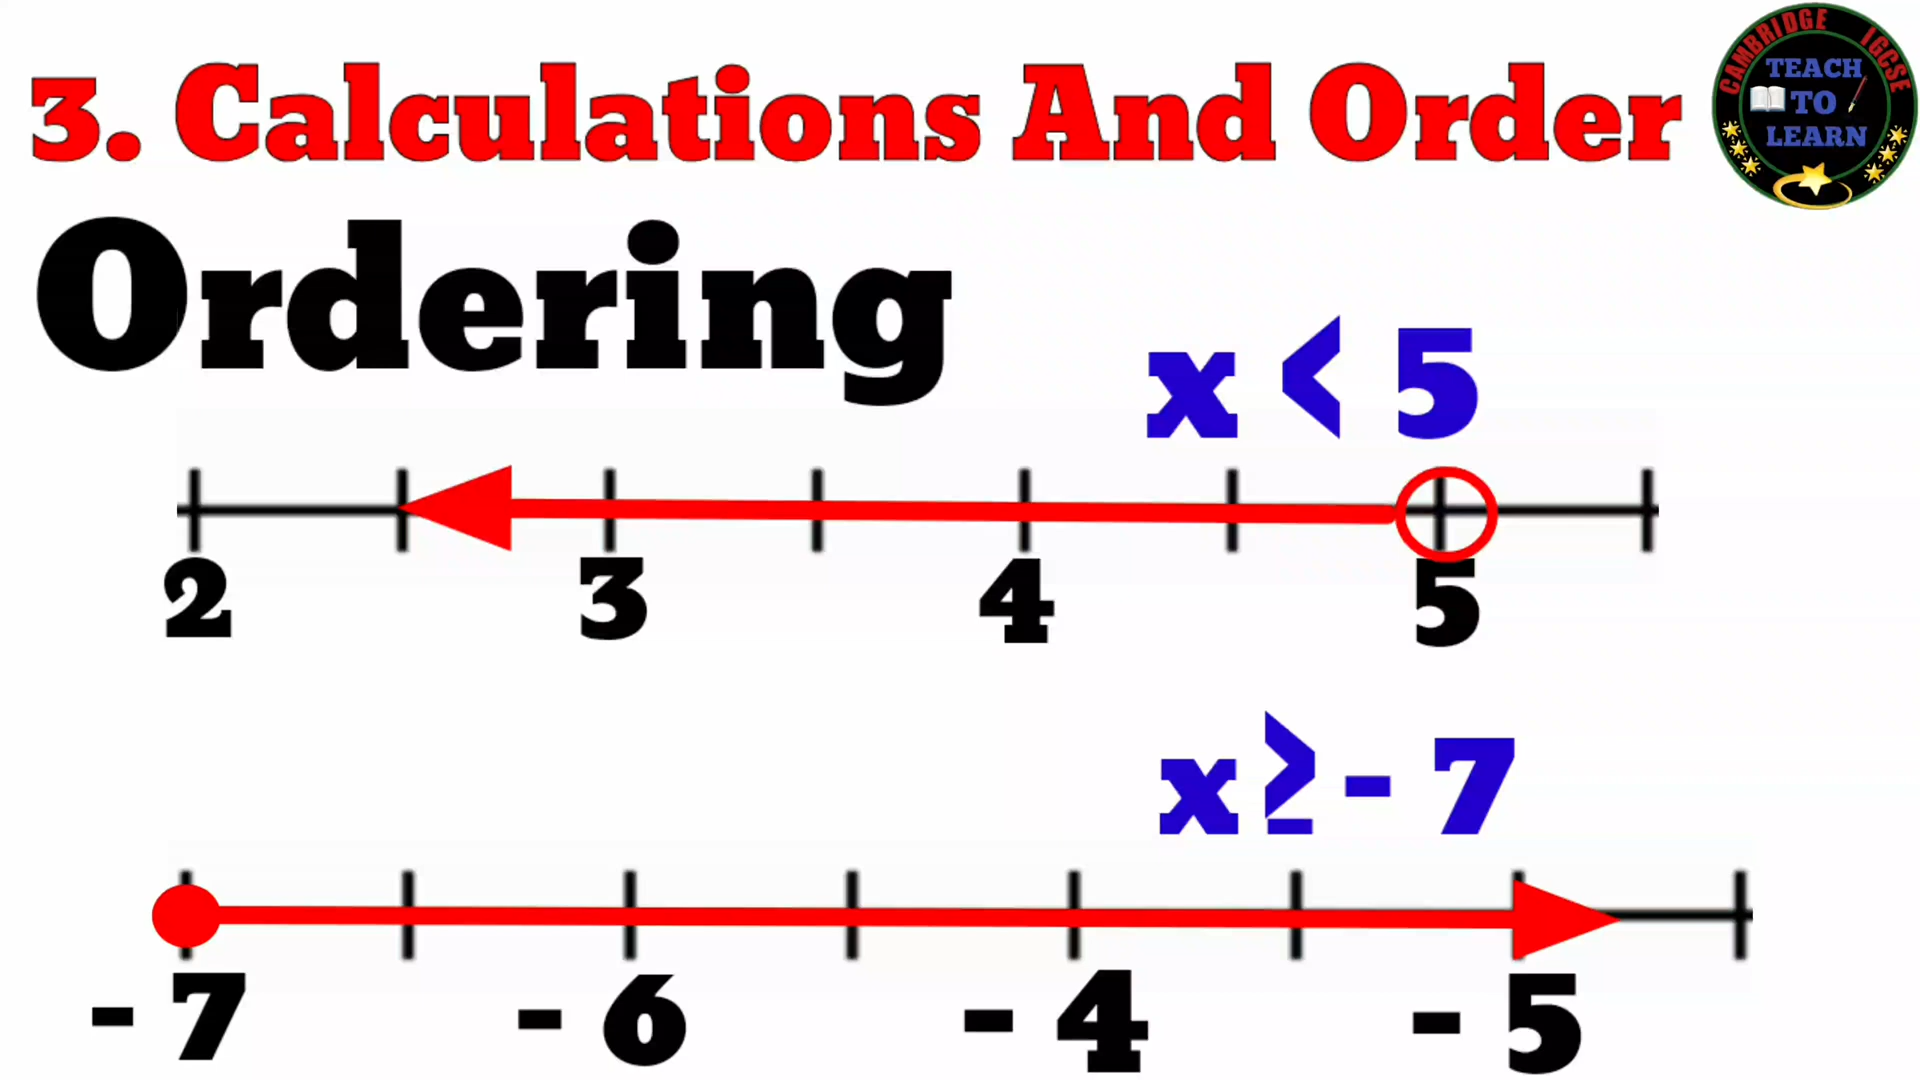 3. Calculations And Order
CAMBRIDGE IGCSE
TEACH
TO
LEARN
Ordering
x < 5
2 3 4 5
x ≥ - 7
- 7 - 6 - 4 - 5